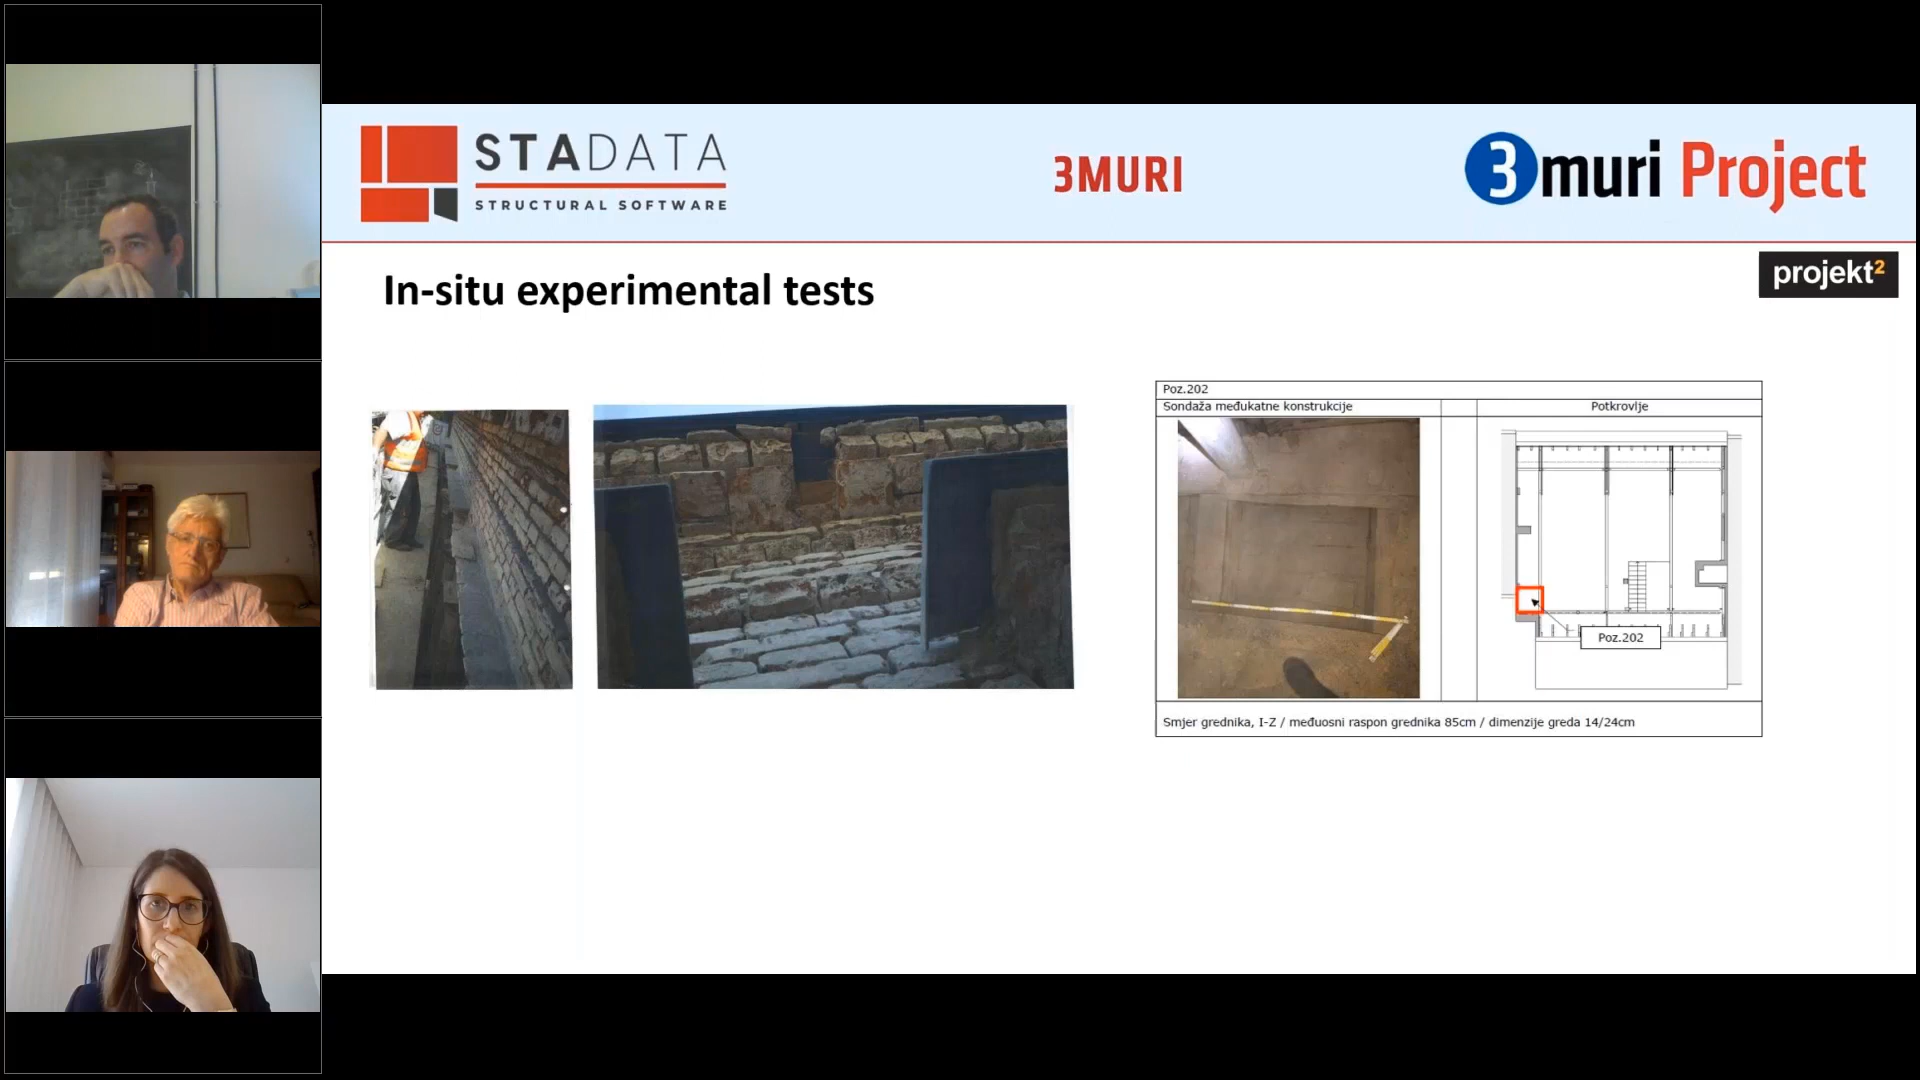 STADATA
STRUCTURAL SOFTWARE
3MURI
3muri Project
projekt²
In-situ experimental tests
Poz.202
Sondaža međukatne konstrukcije
Potkrovlje
Poz.202
Smjer grednika, I-Z / međuosni raspon grednika 85cm / dimenzije greda 14/24cm